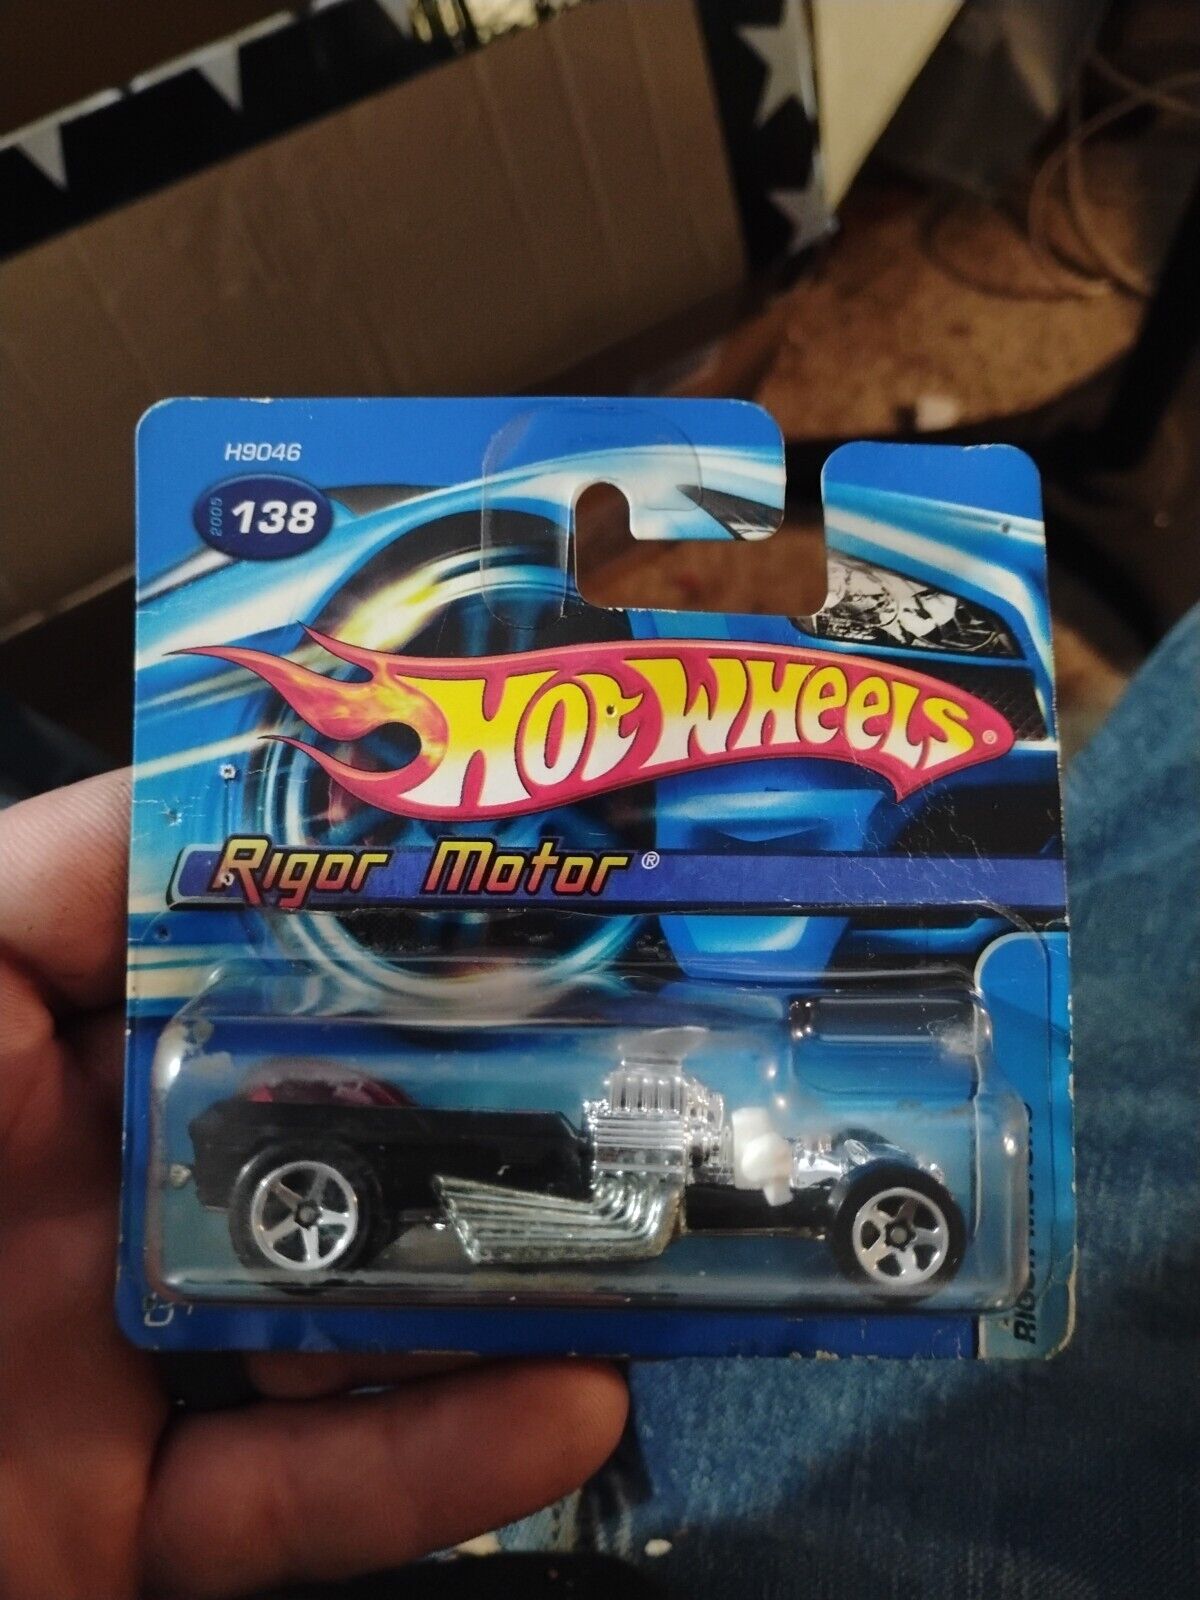 H9046
2005
138
HOT WHEELS®
Rigor Motor®